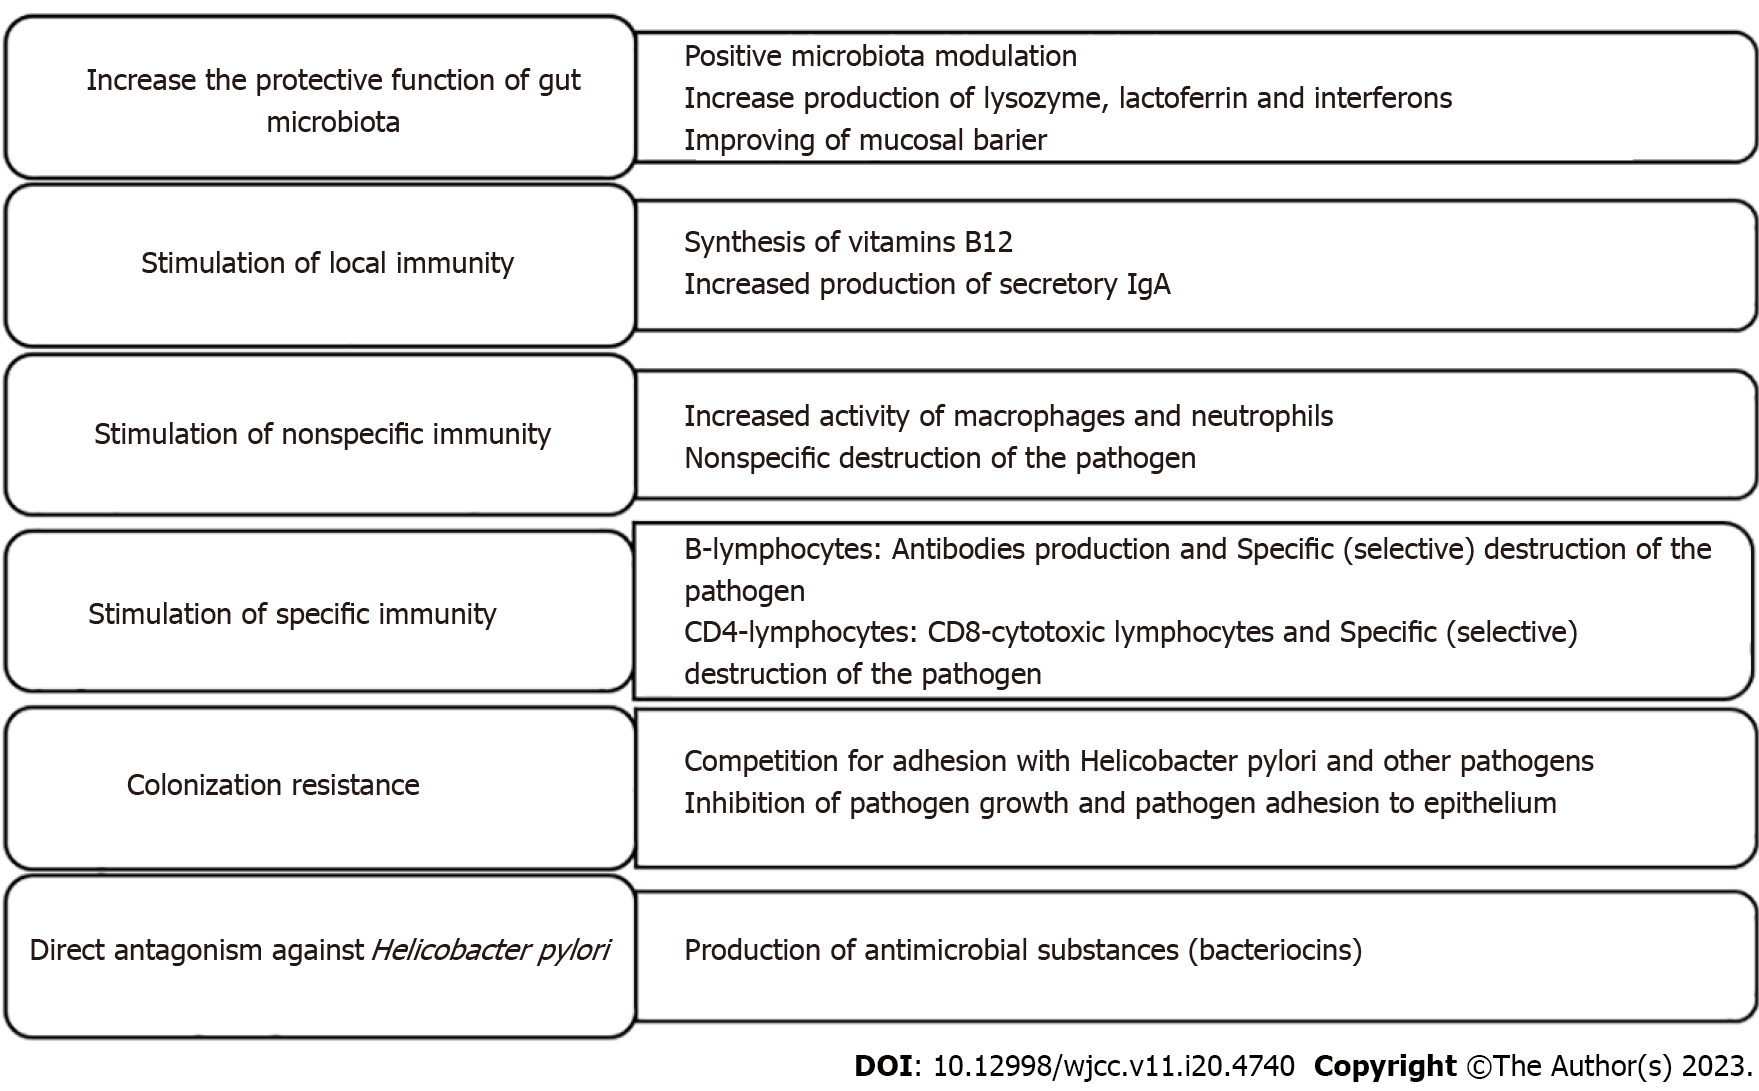 Increase the protective function of gut
microbiota
Positive microbiota modulation
Increase production of lysozyme, lactoferrin and interferons
Improving of mucosal barier
Stimulation of local immunity
Synthesis of vitamins B12
Increased production of secretory IgA
Stimulation of nonspecific immunity
Increased activity of macrophages and neutrophils
Nonspecific destruction of the pathogen
Stimulation of specific immunity
B-lymphocytes: Antibodies production and Specific (selective) destruction of the
pathogen
CD4-lymphocytes: CD8-cytotoxic lymphocytes and Specific (selective)
destruction of the pathogen
Colonization resistance
Competition for adhesion with Helicobacter pylori and other pathogens
Inhibition of pathogen growth and pathogen adhesion to epithelium
Direct antagonism against Helicobacter pylori
Production of antimicrobial substances (bacteriocins)
DOI: 10.12998/wjcc.v11.i20.4740 Copyright ©The Author(s) 2023.